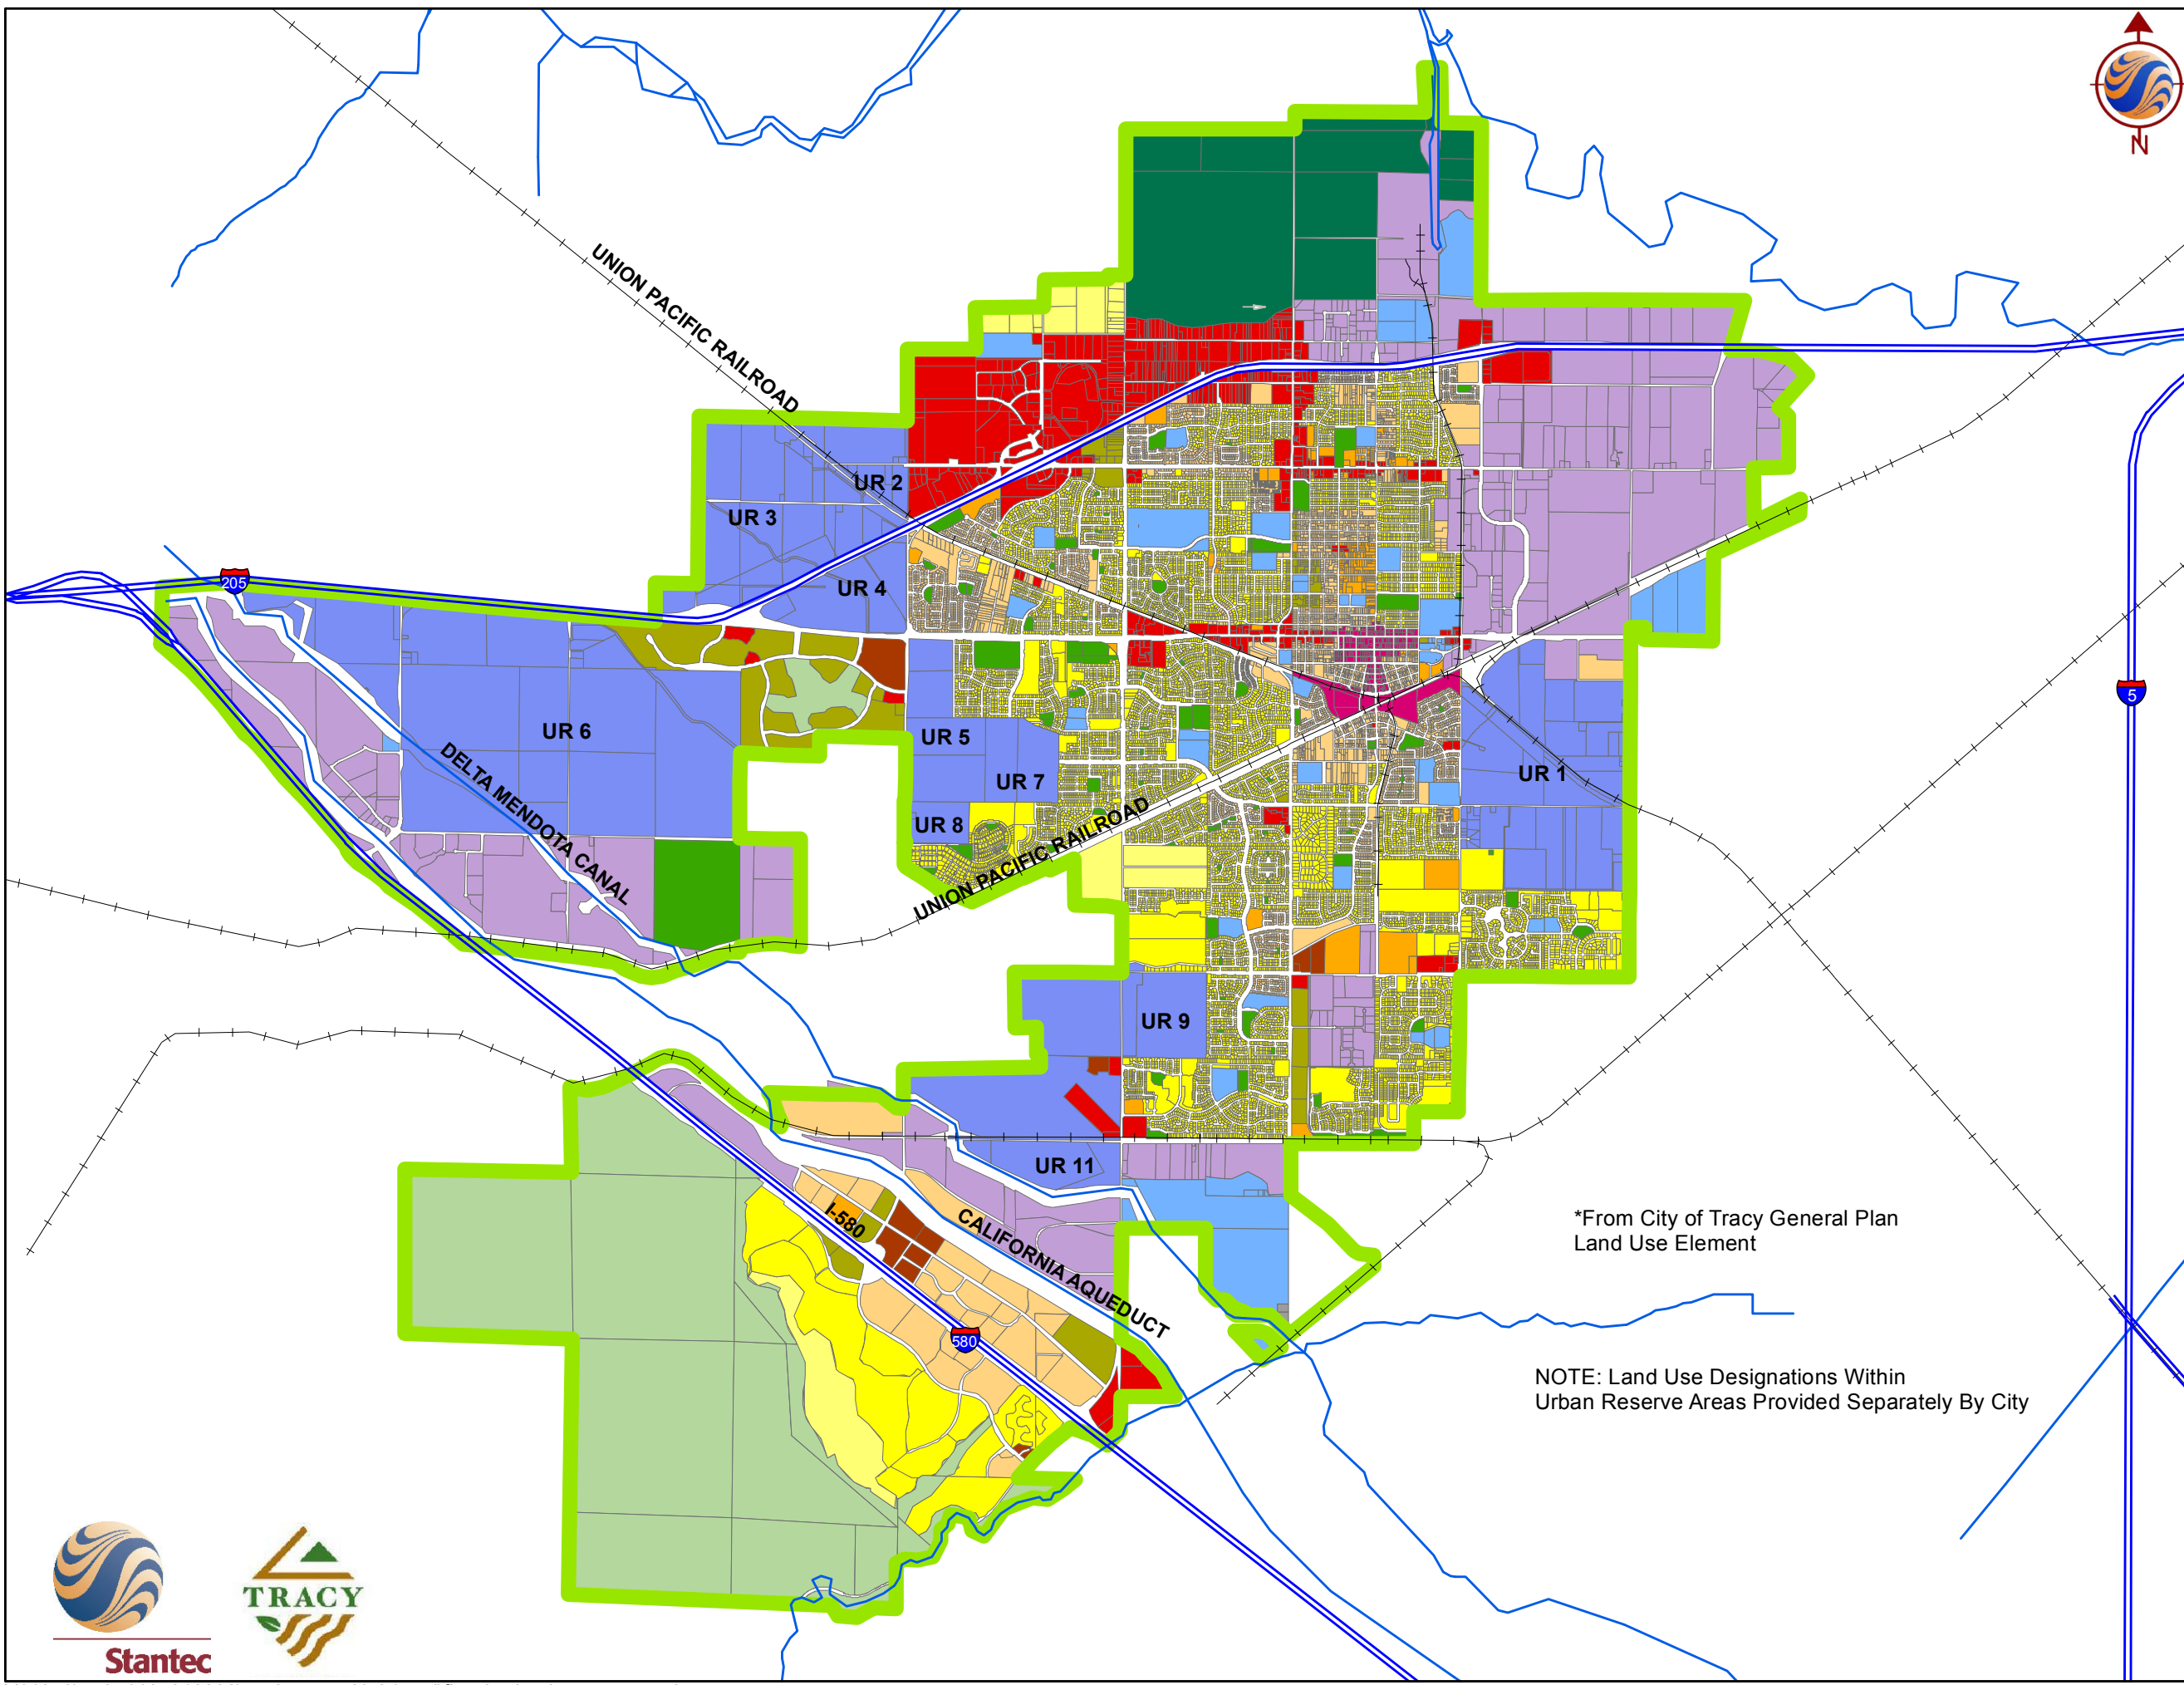 N
UNION PACIFIC RAILROAD
UR 2
UR 3
UR 4
205
5
UR 6
UR 5
UR 7
UR 8
UR 1
DELTA MENDOTA CANAL
UNION PACIFIC RAILROAD
UR 9
UR 11
I-580
CALIFORNIA AQUEDUCT
580
*From City of Tracy General Plan
Land Use Element
NOTE: Land Use Designations Within
Urban Reserve Areas Provided Separately By City
TRACY
Stantec